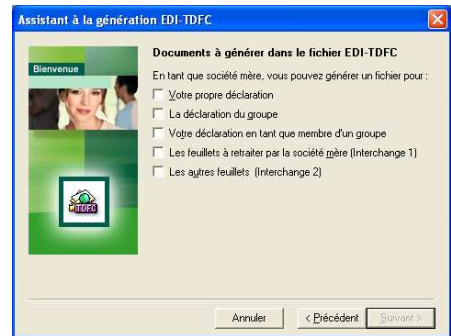 Assistant à la génération EDI-TDFC
Bienvenue
TDFC
Documents à générer dans le fichier EDI-TDFC
En tant que société mère, vous pouvez générer un fichier pour :
Votre propre déclaration
La déclaration du groupe
Votre déclaration en tant que membre d'un groupe
Les feuillets à retraiter par la société mère (Interchange 1)
Les autres feuillets (Interchange 2)
Annuler
< Précédent
Suivant >